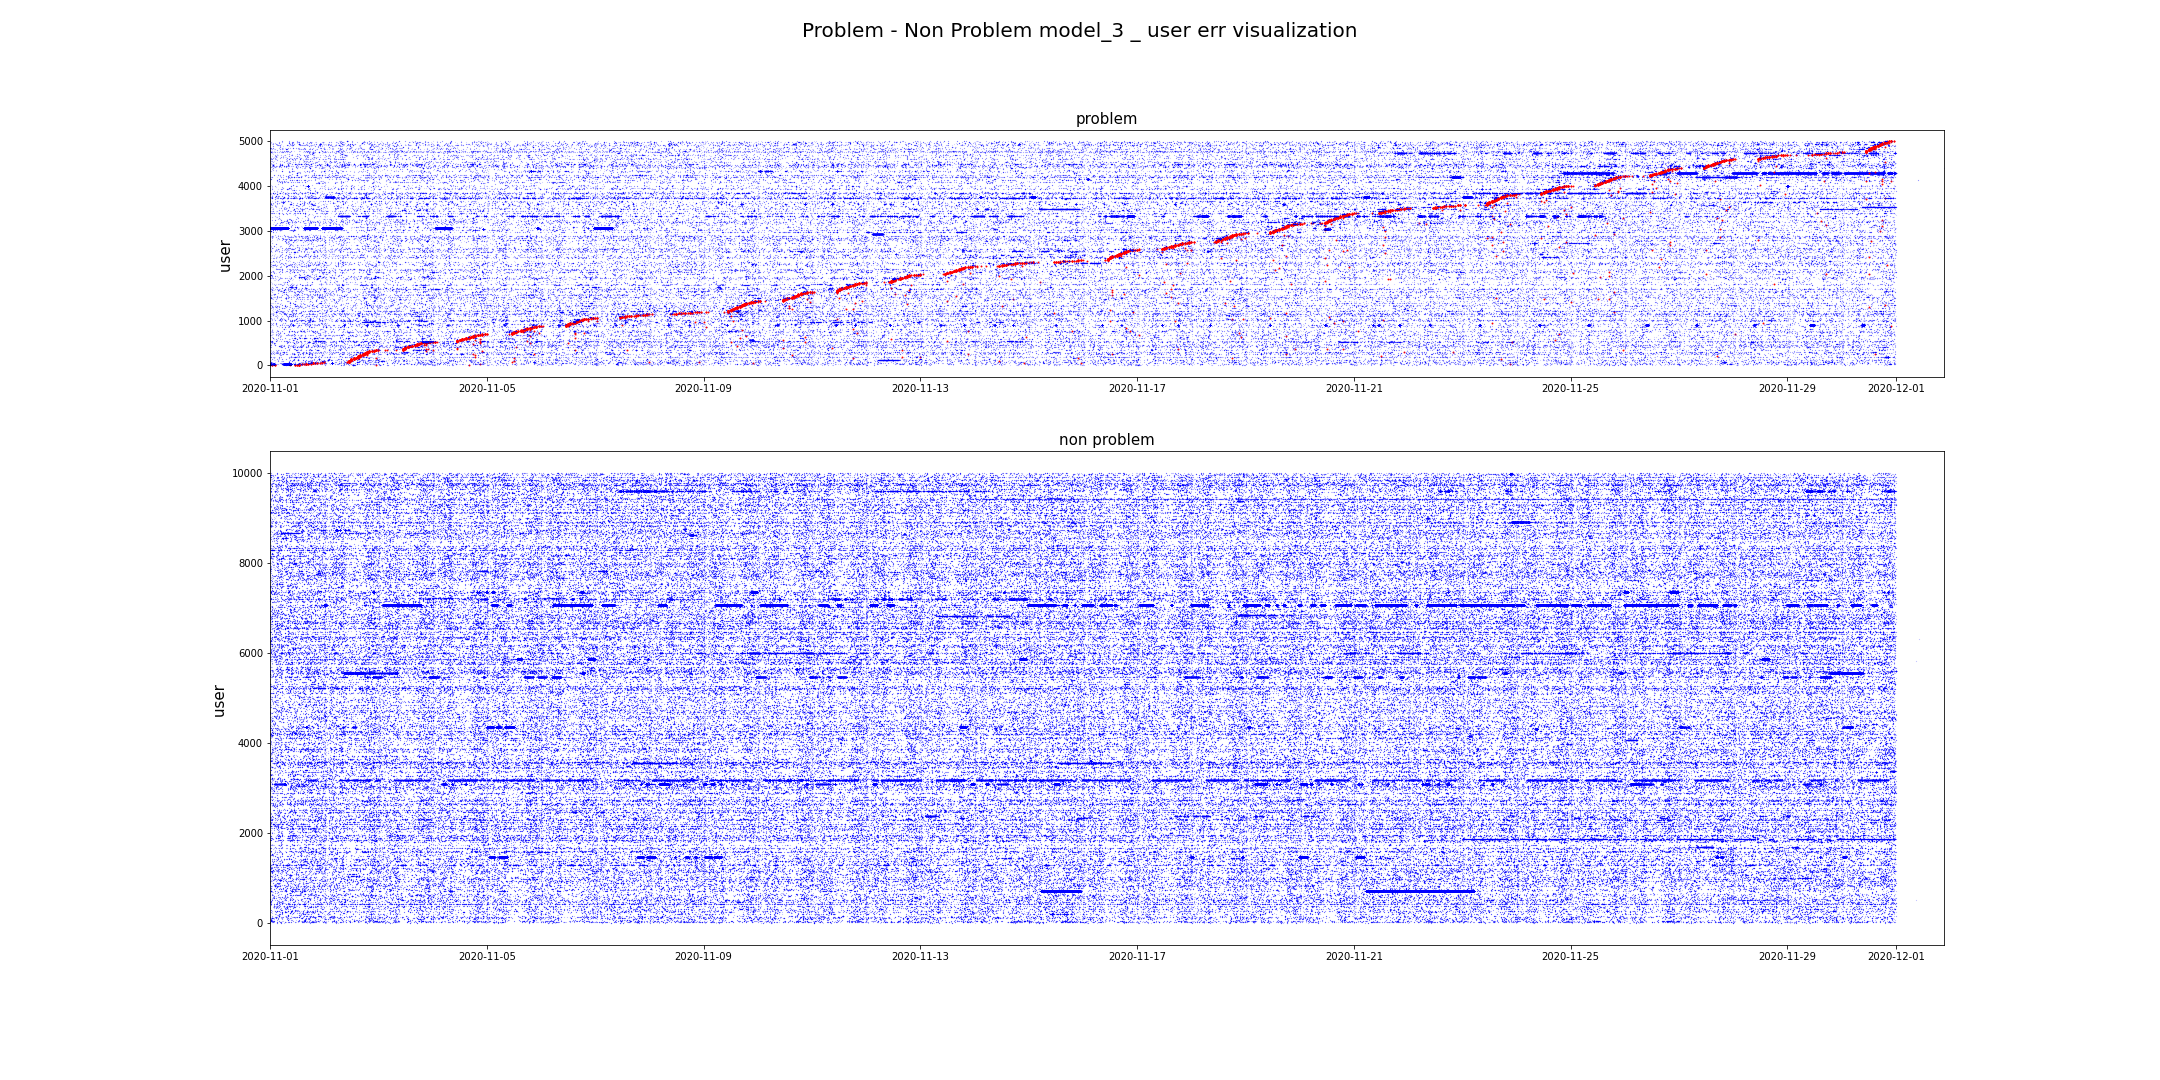 Problem - Non Problem model_3 _ user err visualization
problem
user
5000
4000
3000
2000
1000
0
2020-11-01 2020-11-05 2020-11-09 2020-11-13 2020-11-17 2020-11-21 2020-11-25 2020-11-29 2020-12-01
non problem
user
10000
8000
6000
4000
2000
0
2020-11-01 2020-11-05 2020-11-09 2020-11-13 2020-11-17 2020-11-21 2020-11-25 2020-11-29 2020-12-01